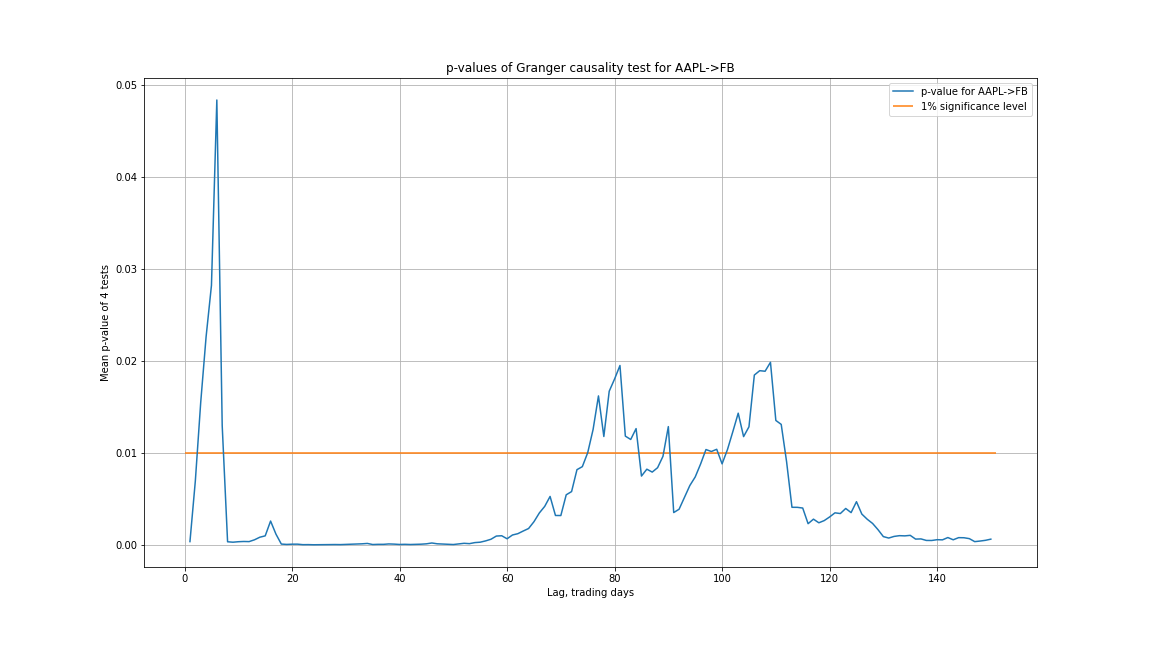 p-values of Granger causality test for AAPL->FB
p-value for AAPL->FB
1% significance level
Mean p-value of 4 tests
0.05
0.04
0.03
0.02
0.01
0.00
0 20 40 60 80 100 120 140
Lag, trading days